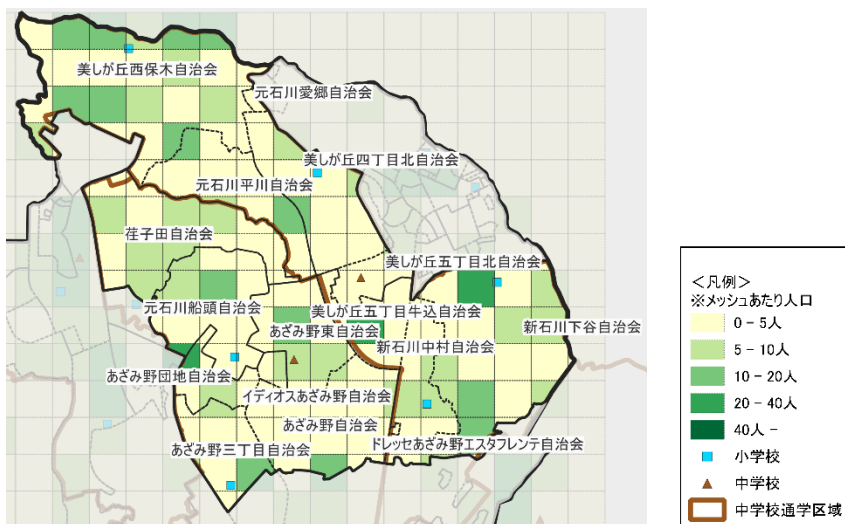 美しが丘西保木自治会
元石川愛郷自治会
美しが丘四丁目北自治会
元石川平川自治会
荏子田自治会
美しが丘五丁目北自治会
元石川船頭自治会
美しが丘五丁目牛込自治会
あざみ野東自治会
新石川下谷自治会
新石川中村自治会
あざみ野団地自治会
イディオスあざみ野自治会
あざみ野自治会
あざみ野三丁目自治会
ドレッセあざみ野エスタフレンテ自治会
<凡例>
※メッシュあたり人口
0 - 5人
5 - 10人
10 - 20人
20 - 40人
40人 -
小学校
中学校
中学校通学区域